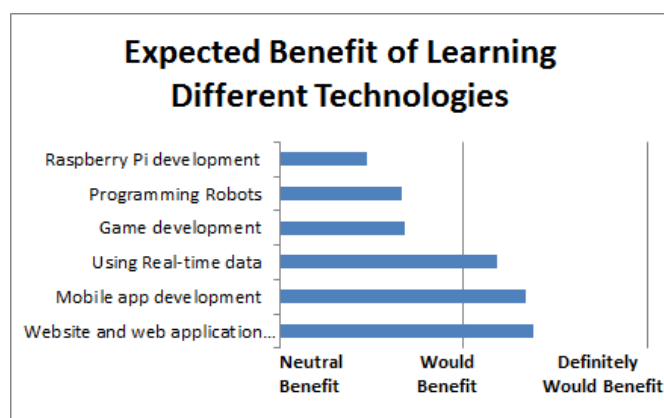 Expected Benefit of Learning
Different Technologies
Raspberry Pi development
Programming Robots
Game development
Using Real-time data
Mobile app development
Website and web application...
Neutral Would Definitely
Benefit Benefit Would Benefit